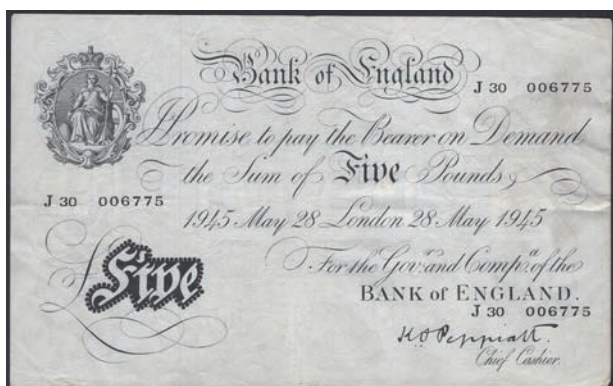 Bank of England
J 30 006775
I Promise to pay the Bearer on Demand
the Sum of Five Pounds
J 30 006775
1945 May 28 London 28 May 1945
For the Govr. and Compa. of the
BANK of ENGLAND.
£Five
J 30 006775
K O Peppiatt.
Chief Cashier.